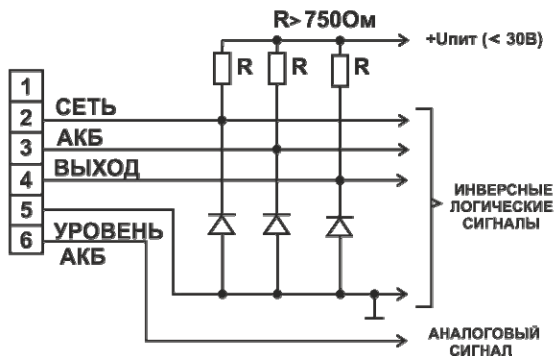 R>750Ом
+Uпит (< 30В)
R
R
R
1
2
СЕТЬ
3
АКБ
4
ВЫХОД
5
6
УРОВЕНЬ
АКБ
ИНВЕРСНЫЕ
ЛОГИЧЕСКИЕ
СИГНАЛЫ
АНАЛОГОВЫЙ
СИГНАЛ